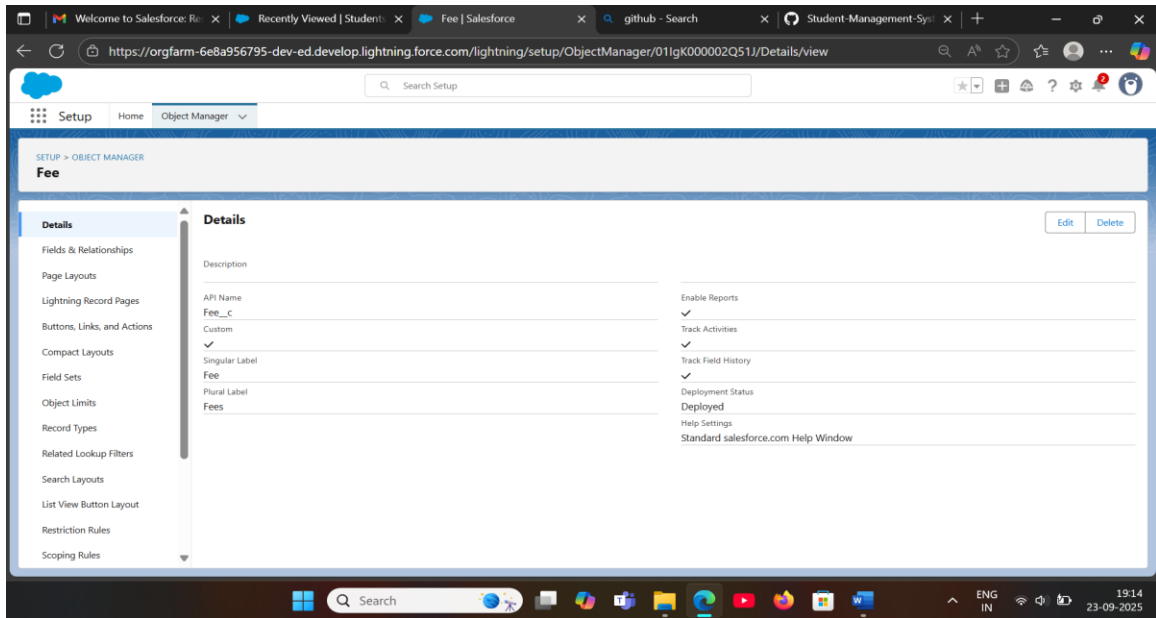 Welcome to Salesforce: Re
Recently Viewed | Students
Fee | Salesforce
github - Search
Student-Management-Syst
https://orgfarm-6e8a956795-dev-ed.develop.lightning.force.com/lightning/setup/ObjectManager/01IgK000002Q51J/Details/view
Search Setup
2
Setup
Home
Object Manager
SETUP > OBJECT MANAGER
Fee
Details
Fields & Relationships
Page Layouts
Lightning Record Pages
Buttons, Links, and Actions
Compact Layouts
Field Sets
Object Limits
Record Types
Related Lookup Filters
Search Layouts
List View Button Layout
Restriction Rules
Scoping Rules
Details
Edit
Delete
Description
API Name
Fee__c
Custom
Singular Label
Fee
Plural Label
Fees
Enable Reports
Track Activities
Track Field History
Deployment Status
Deployed
Help Settings
Standard salesforce.com Help Window
Search
ENG
IN
19:14
23-09-2025